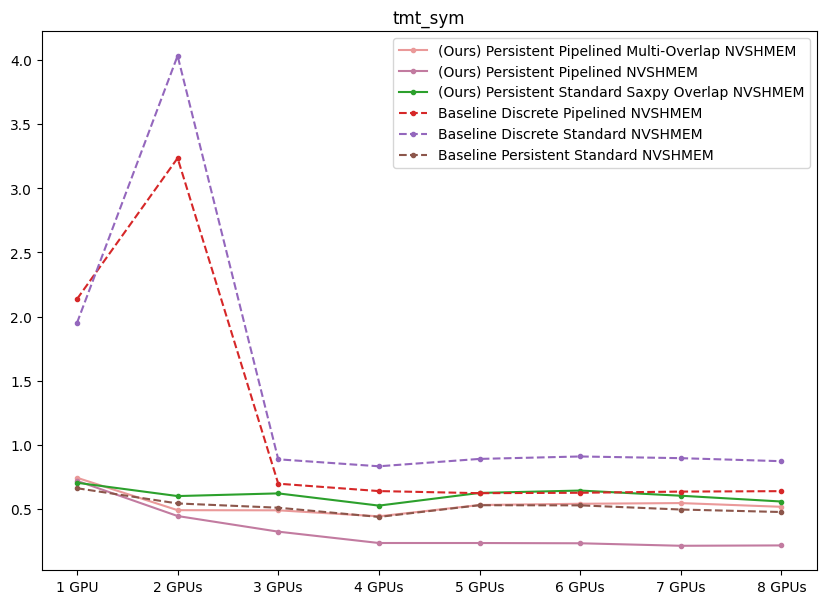 tmt_sym
(Ours) Persistent Pipelined Multi-Overlap NVSHMEM
(Ours) Persistent Pipelined NVSHMEM
(Ours) Persistent Standard Saxpy Overlap NVSHMEM
Baseline Discrete Pipelined NVSHMEM
Baseline Discrete Standard NVSHMEM
Baseline Persistent Standard NVSHMEM
4.0
3.5
3.0
2.5
2.0
1.5
1.0
0.5
1 GPU 2 GPUs 3 GPUs 4 GPUs 5 GPUs 6 GPUs 7 GPUs 8 GPUs